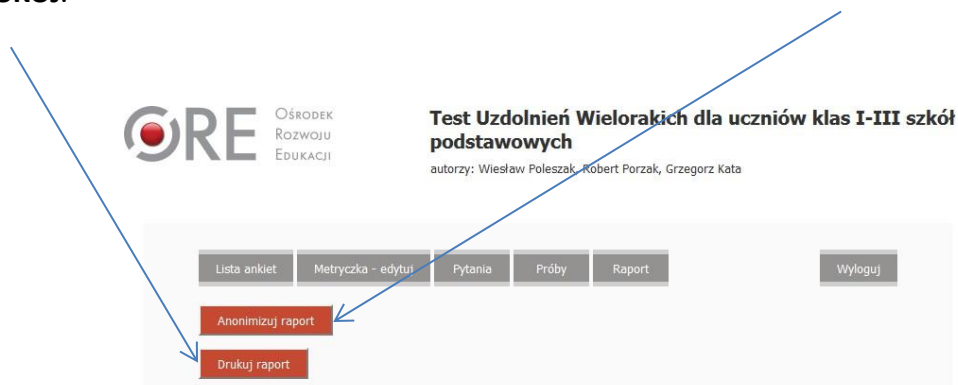 ORE
Ośrodek
Rozwoju
Edukacji
Test Uzdolnień Wielorakich dla uczniów klas I-III szkół
podstawowych
autorzy: Wiesław Poleszak, Robert Porzak, Grzegorz Kata
Lista ankiet Metryczka - edytuj Pytania Próby Raport Wyloguj
Anonimizuj raport
Drukuj raport